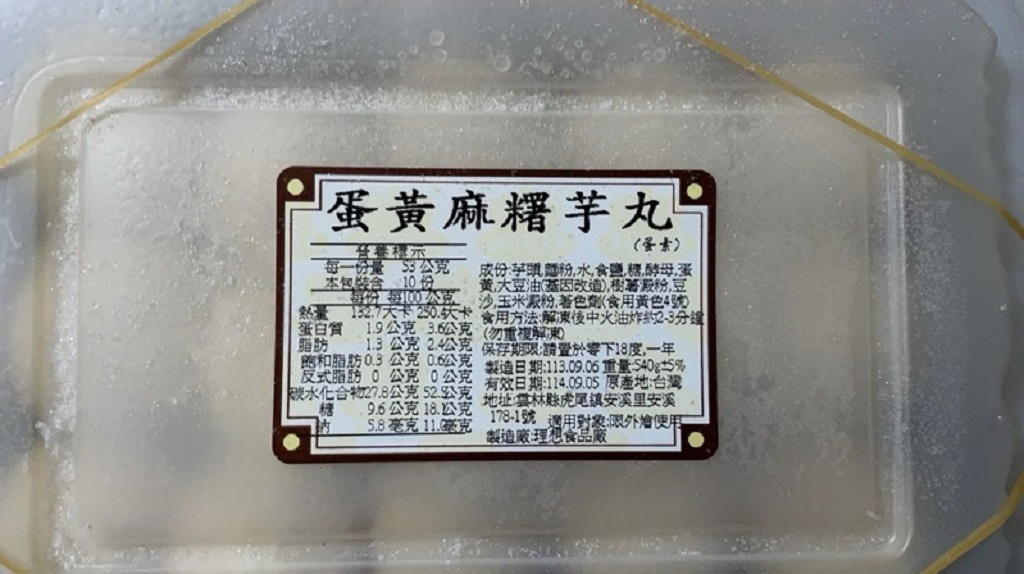 蛋黃麻糬芋丸
(蛋素)
營養標示
每一份量 53 公克
本包裝含 10 份
每份 每100公克
熱量 132.7大卡 250.4大卡
蛋白質 1.9 公克 3.6公克
脂肪 1.3 公克 2.4公克
飽和脂肪 0.3 公克 0.6公克
反式脂肪 0 公克 0 公克
碳水化合物27.8公克 52.5公克
糖 9.6 公克 18.1公克
鈉 5.8 毫克 11.0毫克
成份:芋頭,麵粉,水,食鹽,糖,酵母,蛋
黃,大豆油(基因改造),樹薯澱粉,豆
沙,玉米澱粉,著色劑(食用黃色4號)
食用方法:解凍後中火油炸約2-3分鐘
(勿重複解凍)
保存期限:請置於零下18度,一年
製造日期:113.09.06 重量:540g±5%
有效日期:114.09.05 原產地:台灣
地址:雲林縣虎尾鎮安溪里安溪
178-1號 適用對象:限外燴使用
製造廠:理想食品廠